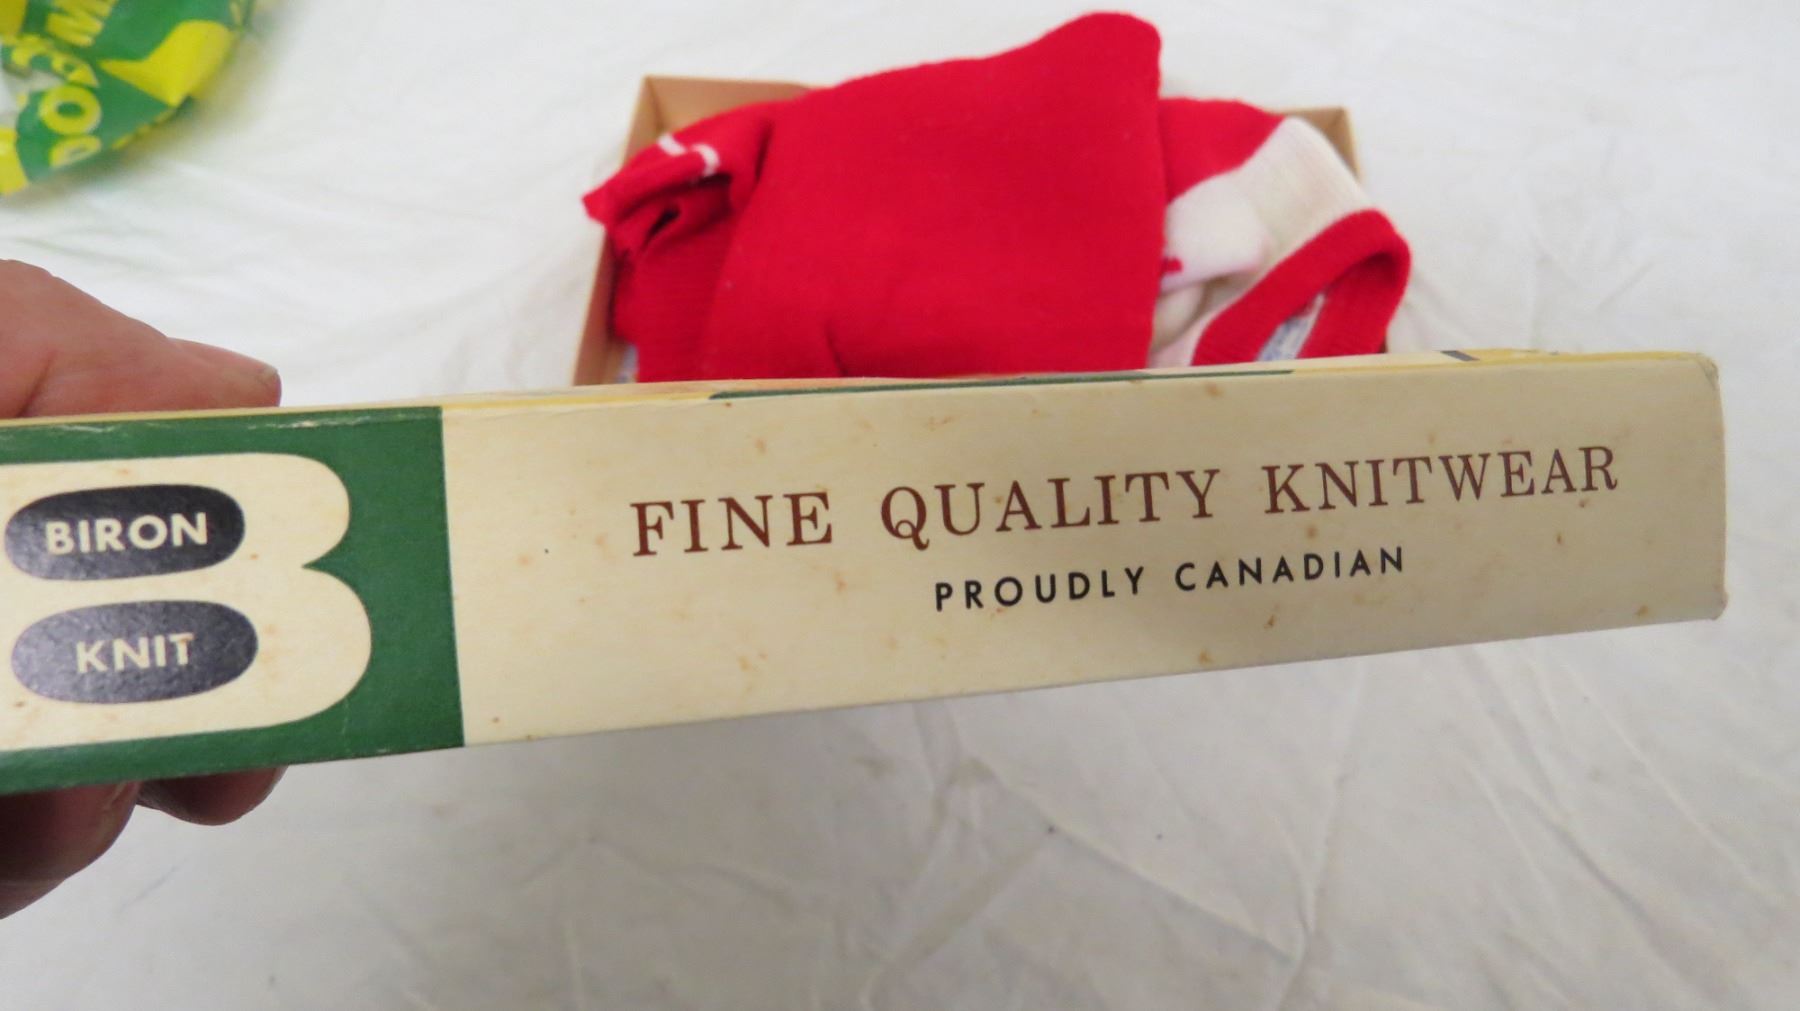 BIRON
KNIT
FINE QUALITY KNITWEAR
PROUDLY CANADIAN